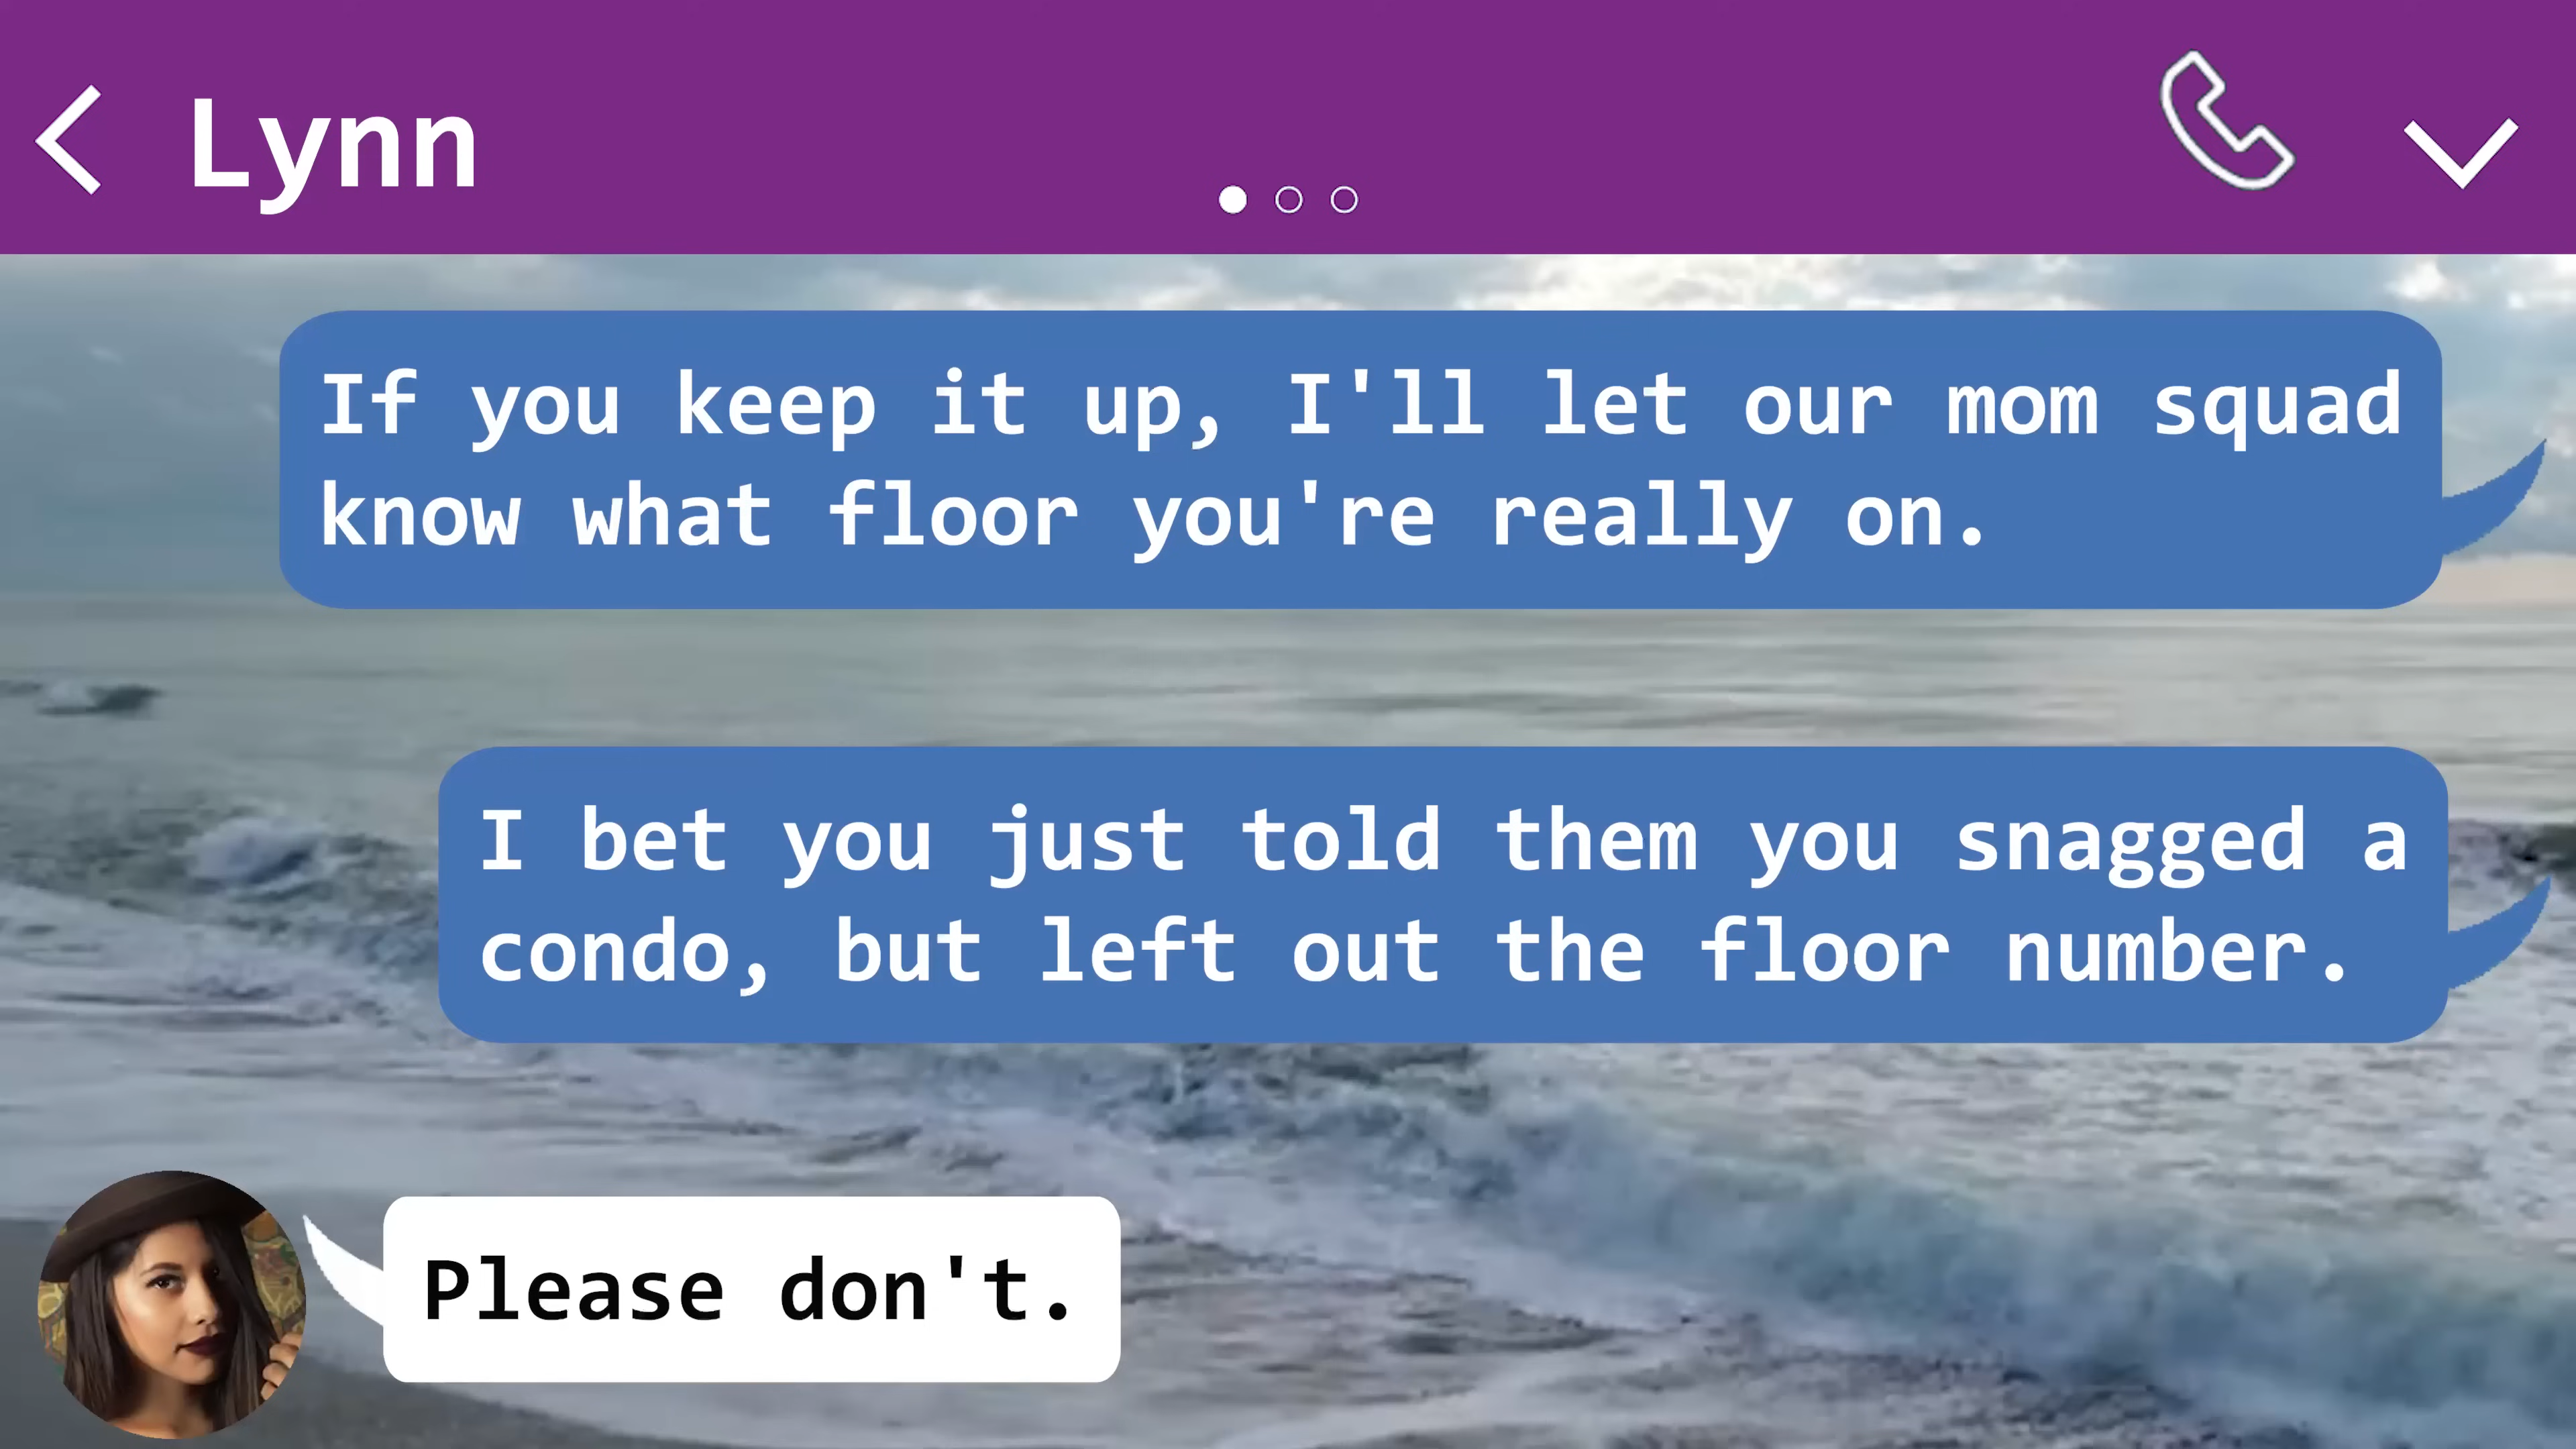 Lynn
If you keep it up, I'll let our mom squad
know what floor you're really on.
I bet you just told them you snagged a
condo, but left out the floor number.
Please don't.